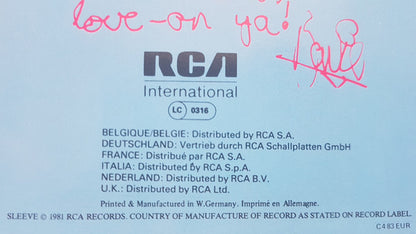 love-on ya!
RCA
International
LC 0316
BELGIQUE/BELGIE: Distributed by RCA S.A.
DEUTSCHLAND: Vertrieb durch RCA Schallplatten GmbH
FRANCE: Distribué par RCA S.A.
ITALIA: Distributed by RCA S.p.A.
NEDERLAND: Distributed by RCA B.V.
U.K.: Distributed by RCA Ltd.
Printed & Manufactured in W.Germany. Imprimé en Allemagne.
SLEEVE © 1981 RCA RECORDS. COUNTRY OF MANUFACTURE OF RECORD AS STATED ON RECORD LABEL.
C4 83 EUR